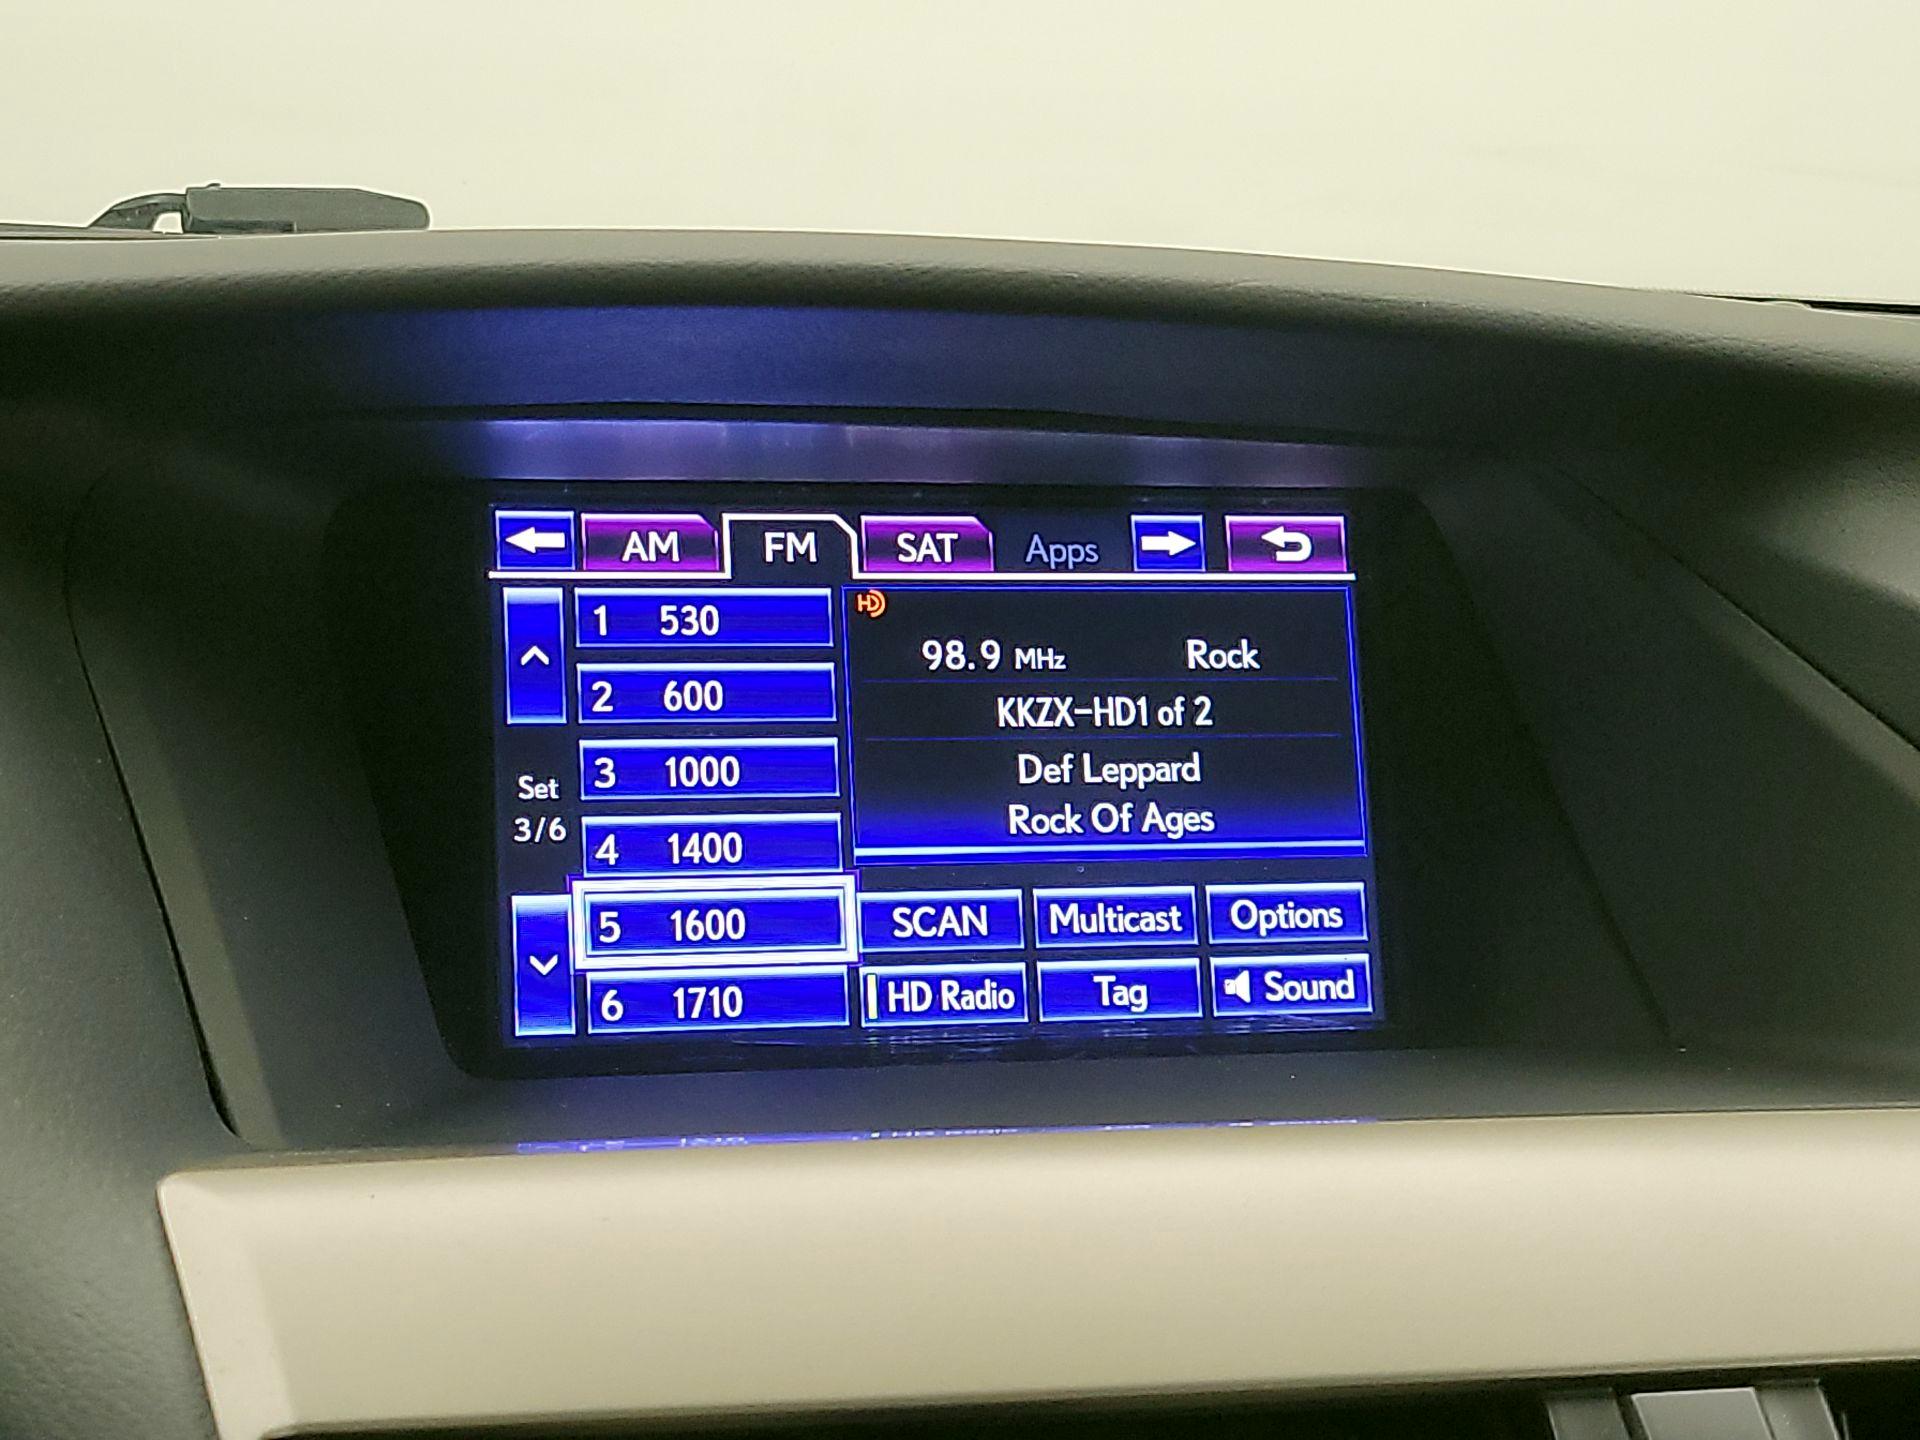 AM FM SAT Apps
HD
1 530
2 600
3 1000
4 1400
5 1600
6 1710
Set
3/6
98.9 MHz Rock
KKZX-HD1 of 2
Def Leppard
Rock Of Ages
SCAN Multicast Options
HD Radio Tag Sound